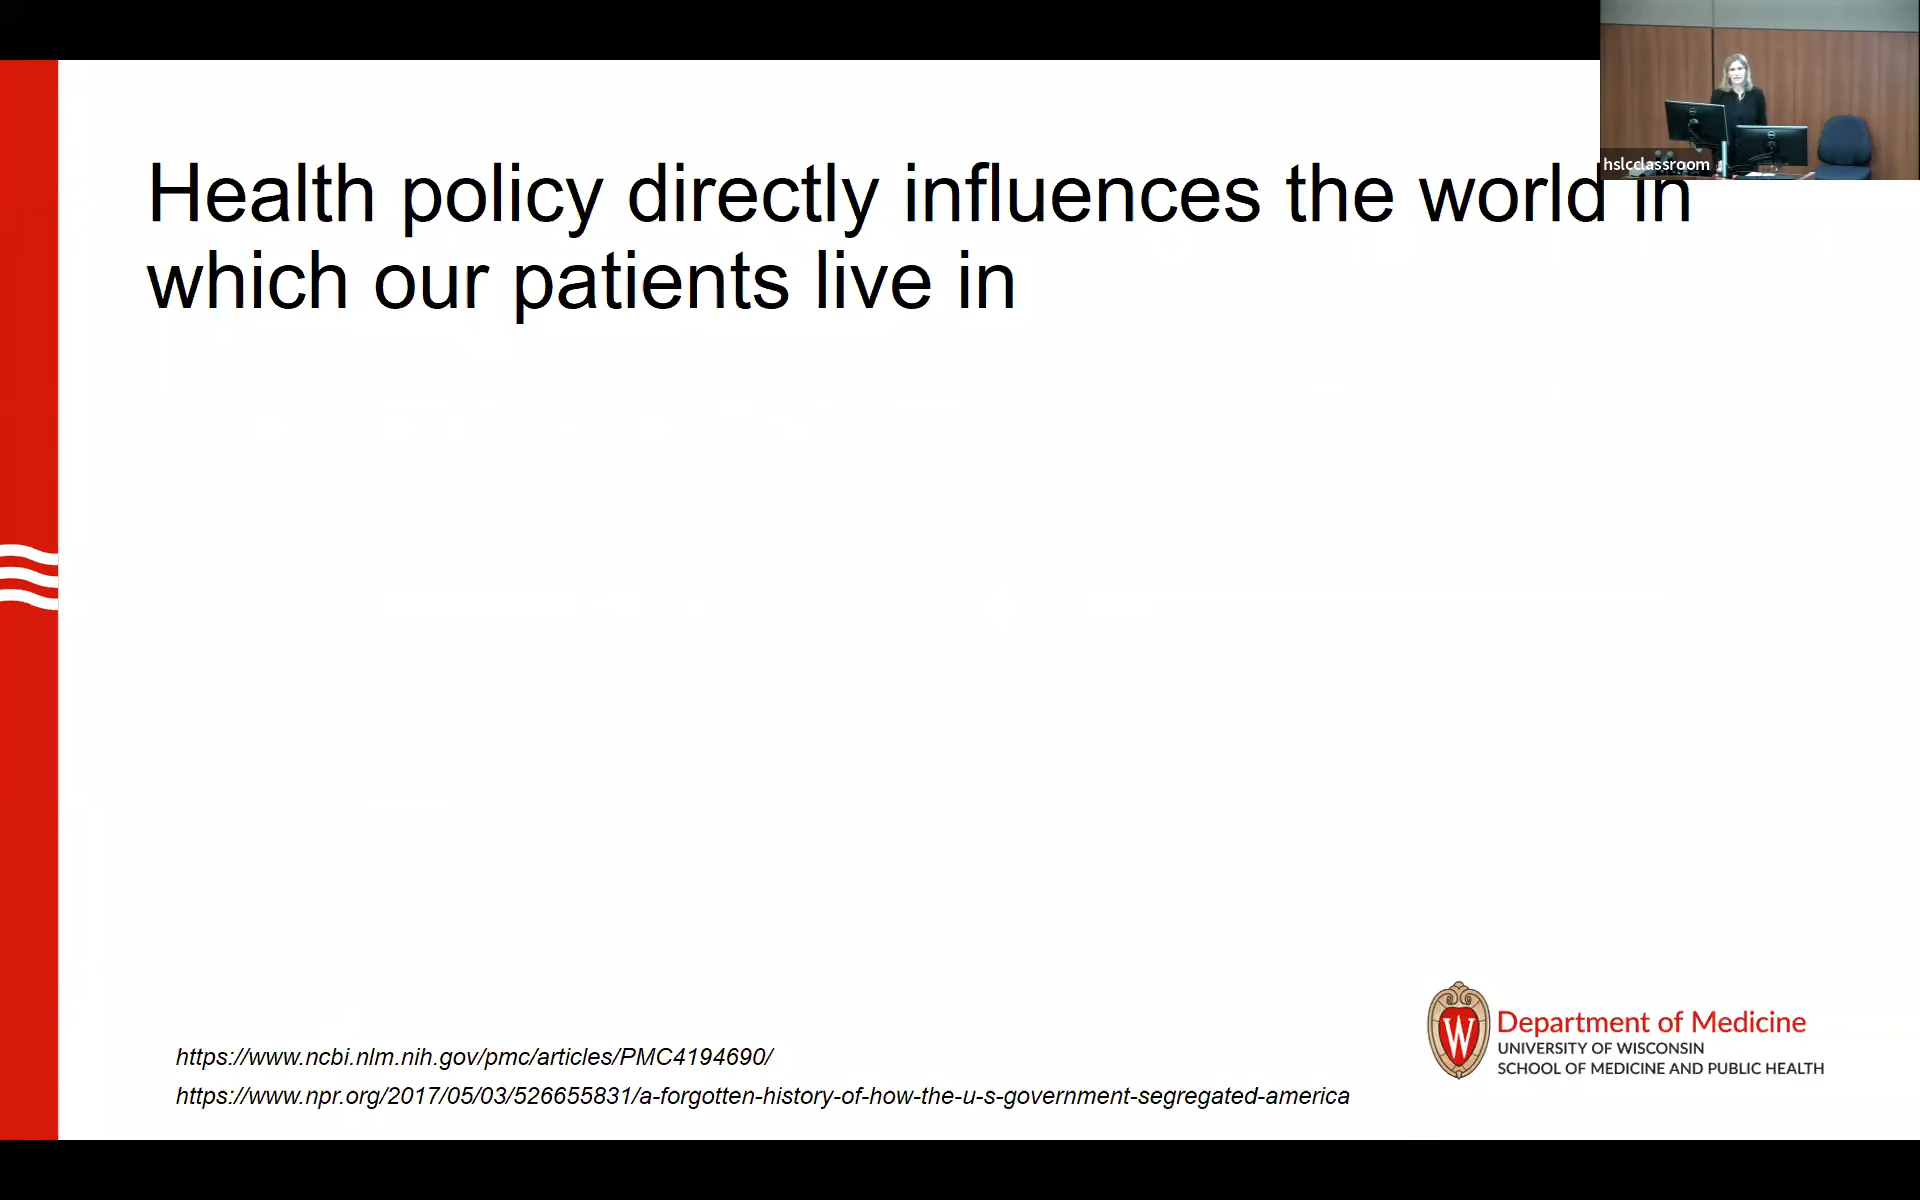 hslcclassroom
Health policy directly influences the world in
which our patients live in
https://www.ncbi.nlm.nih.gov/pmc/articles/PMC4194690/
https://www.npr.org/2017/05/03/526655831/a-forgotten-history-of-how-the-u-s-government-segregated-america
W
Department of Medicine
UNIVERSITY OF WISCONSIN
SCHOOL OF MEDICINE AND PUBLIC HEALTH